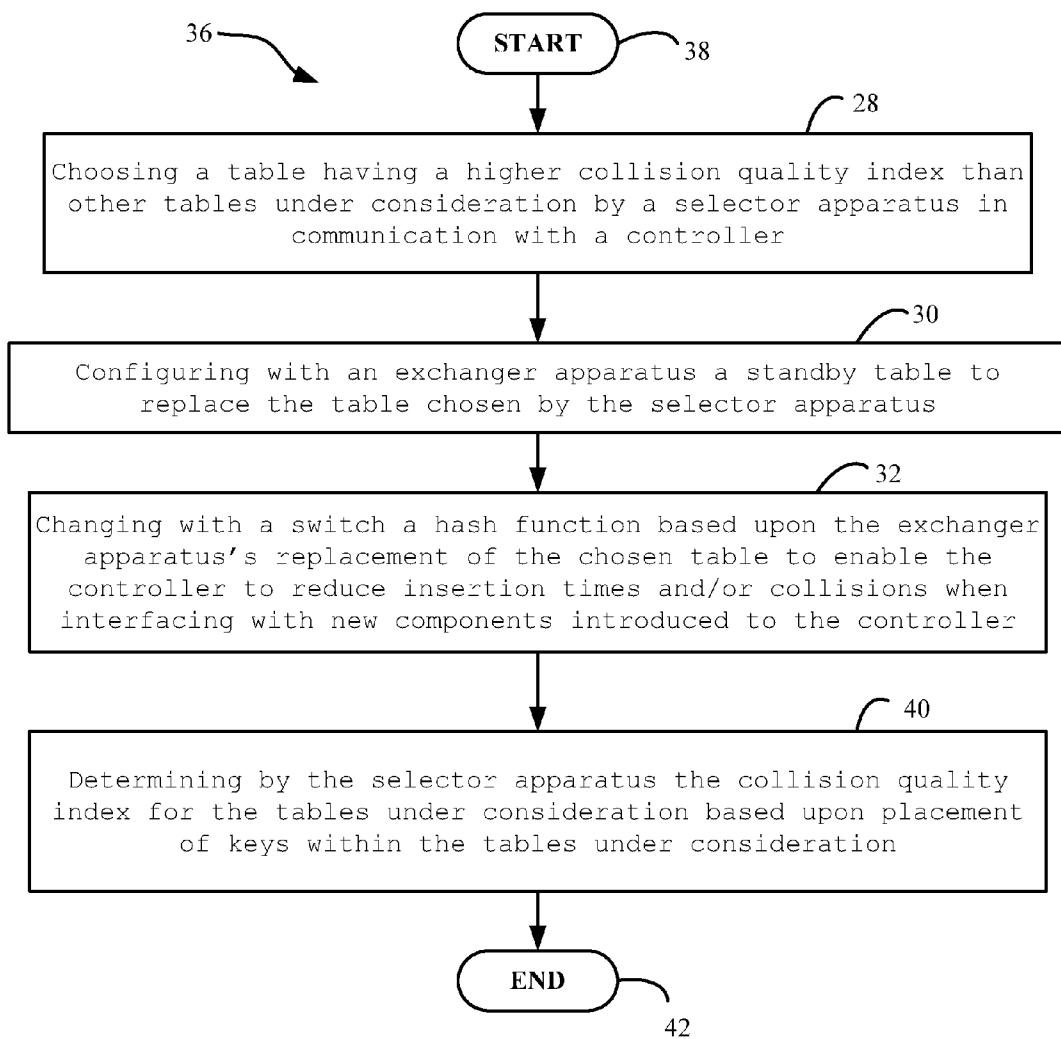 36
START
38
28
Choosing a table having a higher collision quality index than
other tables under consideration by a selector apparatus in
communication with a controller
30
Configuring with an exchanger apparatus a standby table to
replace the table chosen by the selector apparatus
32
Changing with a switch a hash function based upon the exchanger
apparatus’s replacement of the chosen table to enable the
controller to reduce insertion times and/or collisions when
interfacing with new components introduced to the controller
40
Determining by the selector apparatus the collision quality
index for the tables under consideration based upon placement
of keys within the tables under consideration
END
42